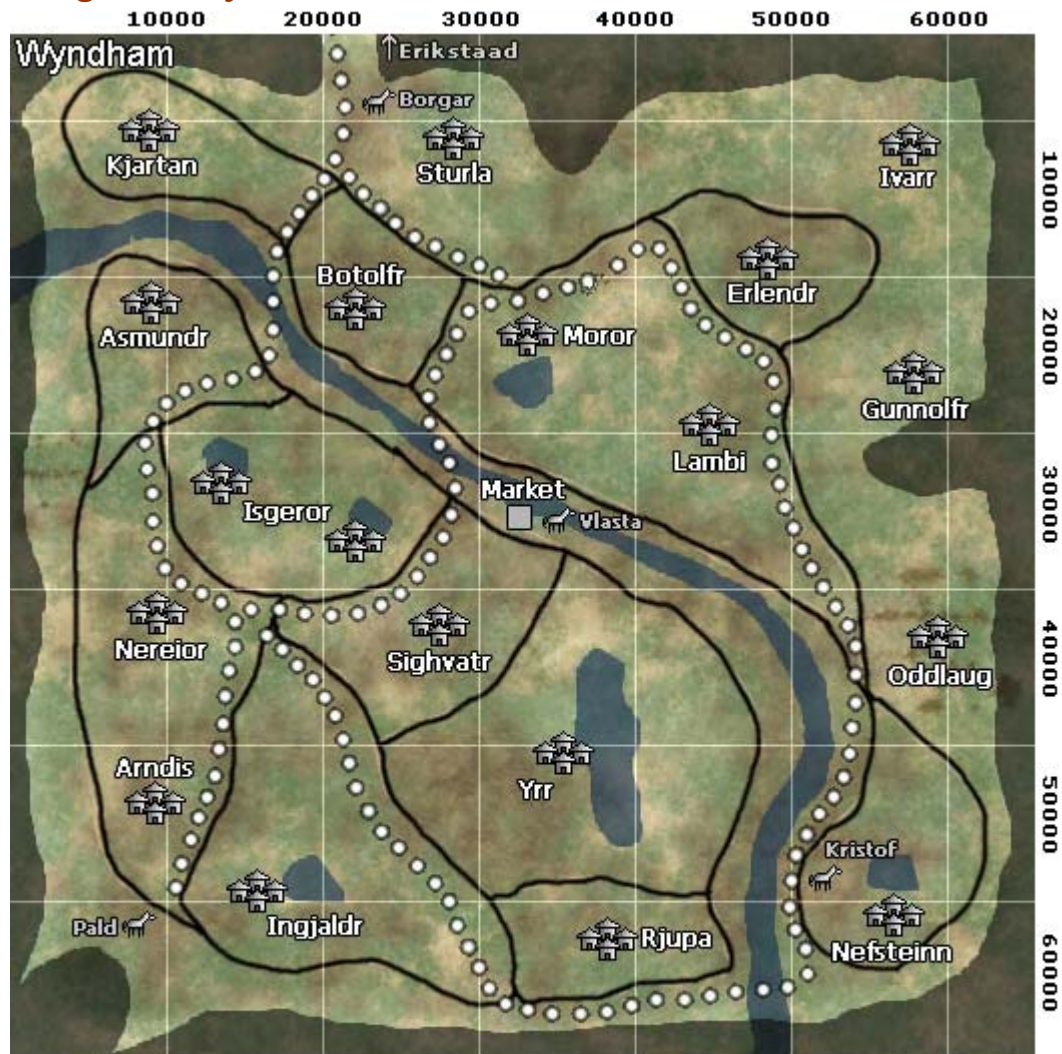 10000 20000 30000 40000 50000 60000
Wyndham
Erikstaad
Borgar
Kjartan
Sturla
Ivarr
10000
Botolfr
Erlendr
Asmundr
Moror
20000
Gunnolfr
Lambi
Isgeror
Market
Vlasta
30000
Nereior
Sighvatr
Oddlaug
40000
Arndis
Yrr
50000
Kristof
Pald
Ingjaldr
Rjupa
Nefsteinn
600000